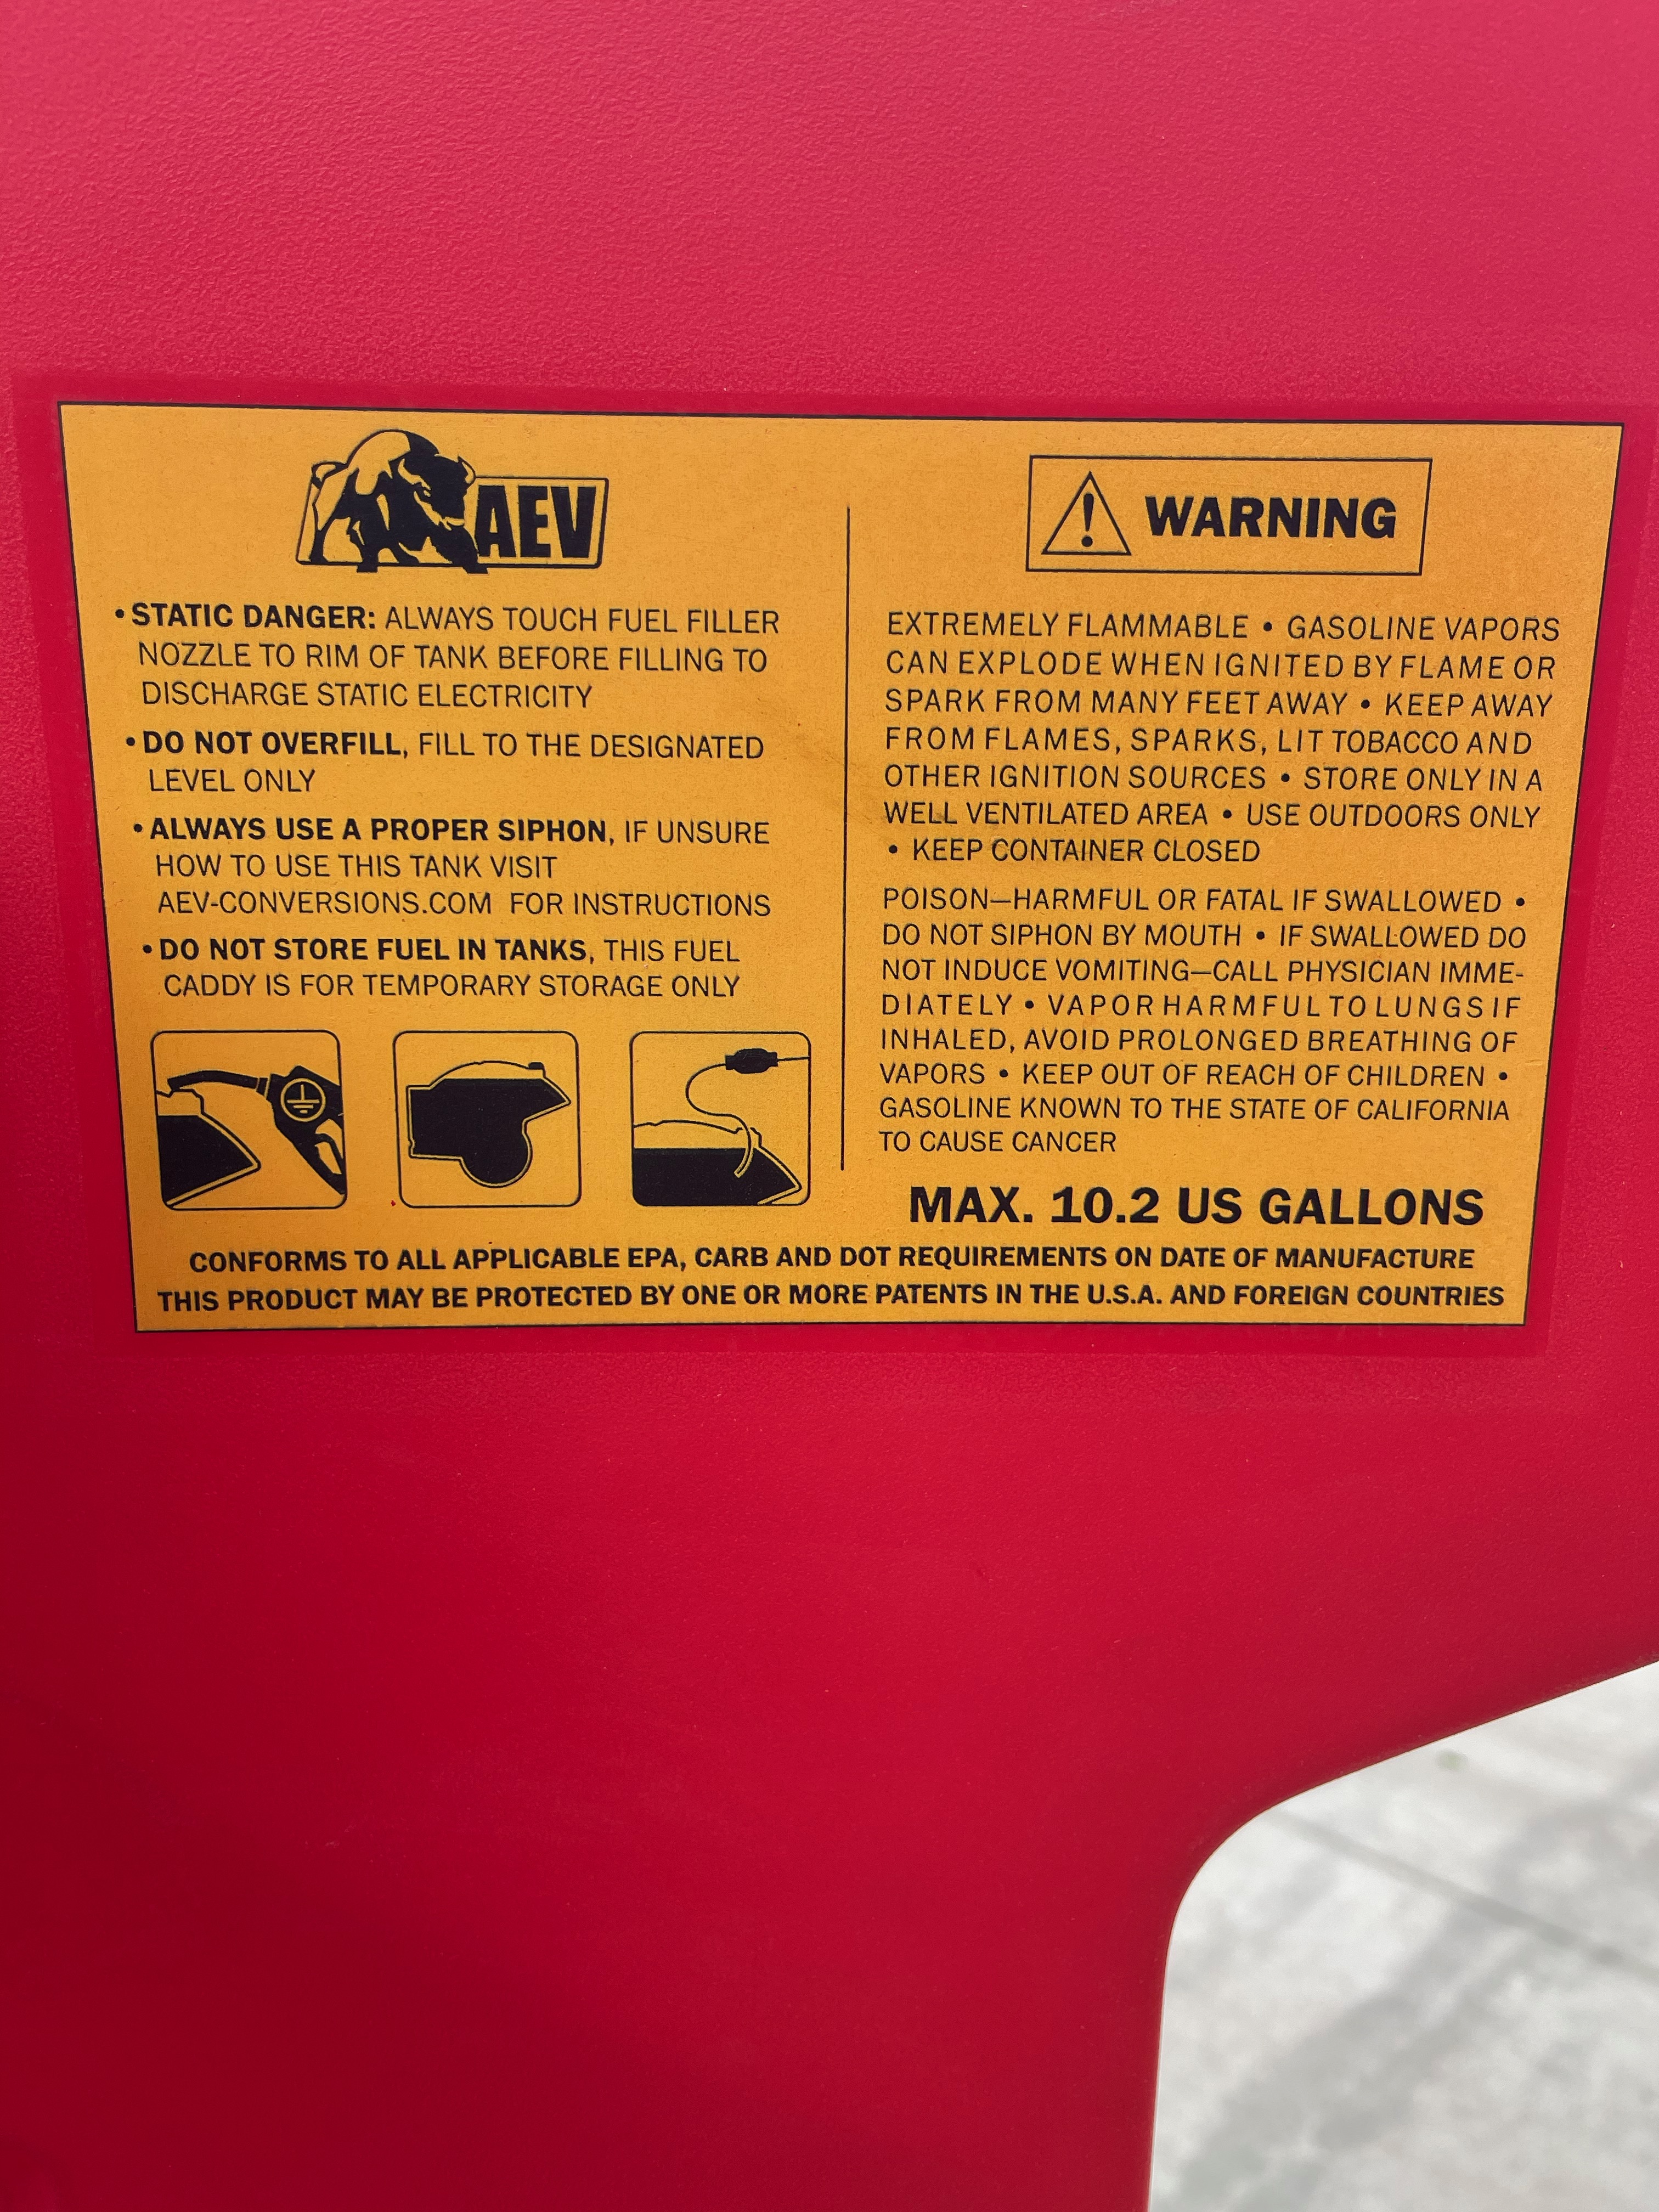 AEV
• STATIC DANGER: ALWAYS TOUCH FUEL FILLER
NOZZLE TO RIM OF TANK BEFORE FILLING TO
DISCHARGE STATIC ELECTRICITY
• DO NOT OVERFILL, FILL TO THE DESIGNATED
LEVEL ONLY
• ALWAYS USE A PROPER SIPHON, IF UNSURE
HOW TO USE THIS TANK VISIT
AEV-CONVERSIONS.COM FOR INSTRUCTIONS
• DO NOT STORE FUEL IN TANKS, THIS FUEL
CADDY IS FOR TEMPORARY STORAGE ONLY
WARNING
EXTREMELY FLAMMABLE • GASOLINE VAPORS
CAN EXPLODE WHEN IGNITED BY FLAME OR
SPARK FROM MANY FEET AWAY • KEEP AWAY
FROM FLAMES, SPARKS, LIT TOBACCO AND
OTHER IGNITION SOURCES • STORE ONLY IN A
WELL VENTILATED AREA • USE OUTDOORS ONLY
• KEEP CONTAINER CLOSED
POISON—HARMFUL OR FATAL IF SWALLOWED •
DO NOT SIPHON BY MOUTH • IF SWALLOWED DO
NOT INDUCE VOMITING—CALL PHYSICIAN IMME-
DIATELY • VAPOR HARMFUL TO LUNGS IF
INHALED, AVOID PROLONGED BREATHING OF
VAPORS • KEEP OUT OF REACH OF CHILDREN •
GASOLINE KNOWN TO THE STATE OF CALIFORNIA
TO CAUSE CANCER
MAX. 10.2 US GALLONS
CONFORMS TO ALL APPLICABLE EPA, CARB AND DOT REQUIREMENTS ON DATE OF MANUFACTURE
THIS PRODUCT MAY BE PROTECTED BY ONE OR MORE PATENTS IN THE U.S.A. AND FOREIGN COUNTRIES